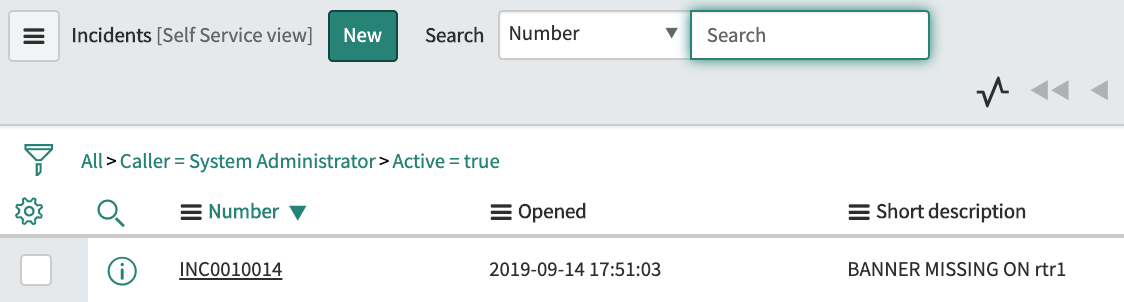 Incidents [Self Service view] New Search Number Search
All > Caller = System Administrator > Active = true
Number Opened Short description
INC0010014 2019-09-14 17:51:03 BANNER MISSING ON rtr1